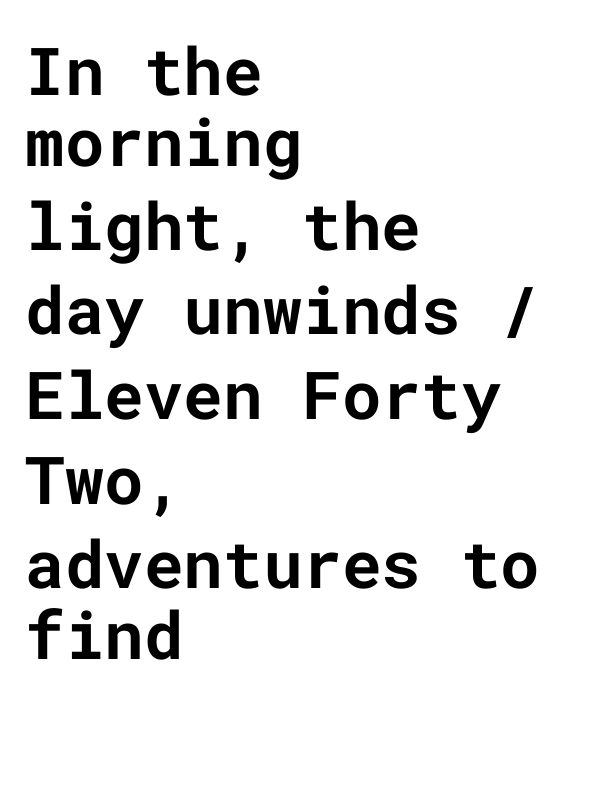 In the
morning
light, the
day unwinds /
Eleven Forty
Two,
adventures to
find